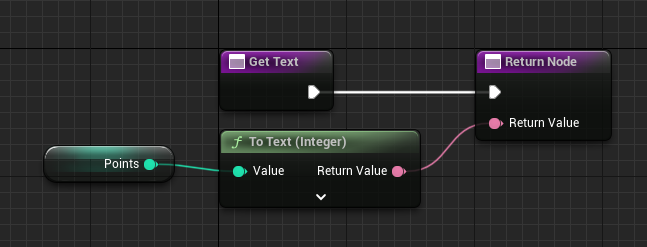 Get Text
Return Node
Return Value
To Text (Integer)
Points
Value
Return Value